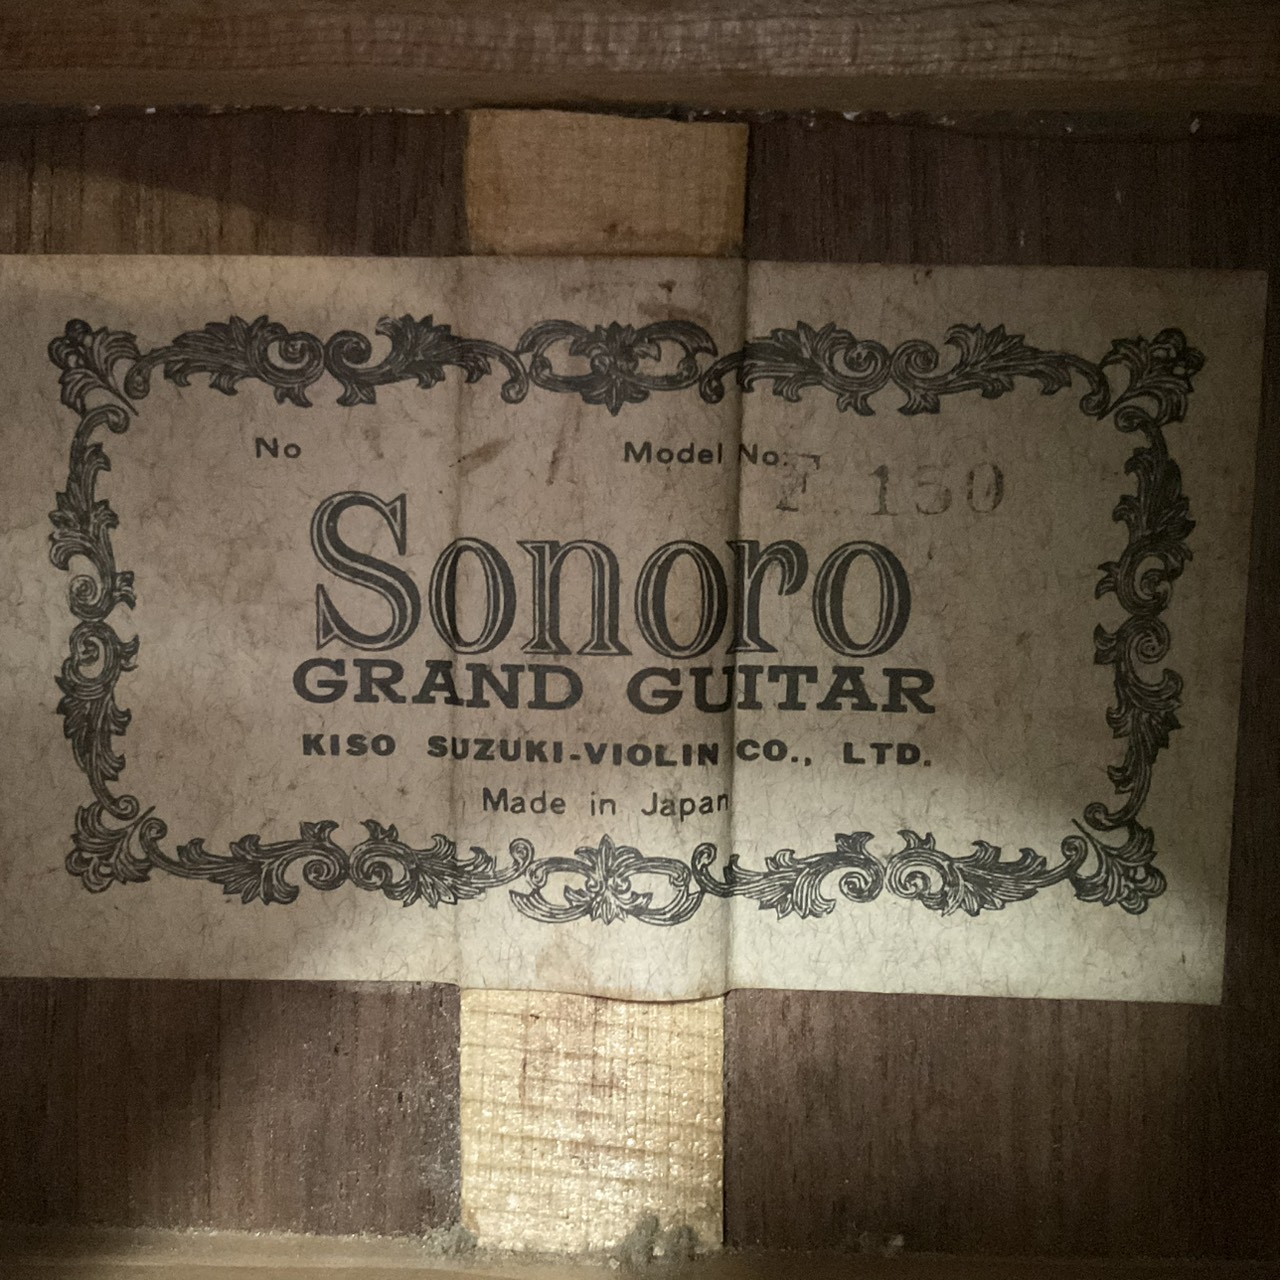 No Model No:
150
Sonoro
GRAND GUITAR
KISO SUZUKI-VIOLIN CO., LTD.
Made in Japan